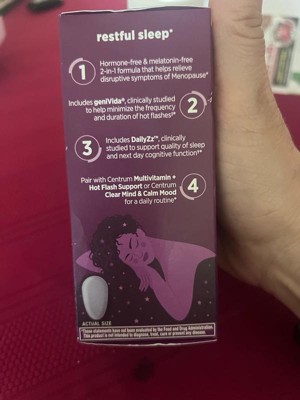 restful sleep*
1
Hormone-free & melatonin-free
2-in-1 formula that helps relieve
disruptive symptoms of Menopause*
Includes geniVida®, clinically studied
to help minimize the frequency
and duration of hot flashes†*
2
3
Includes DailyZz™, clinically
studied to support quality of sleep
and next day cognitive function†*
Pair with Centrum Multivitamin +
Hot Flash Support or Centrum
Clear Mind & Calm Mood
for a daily routine*
4
ACTUAL SIZE
*These statements have not been evaluated by the Food and Drug Administration.
This product is not intended to diagnose, treat, cure or prevent any disease.